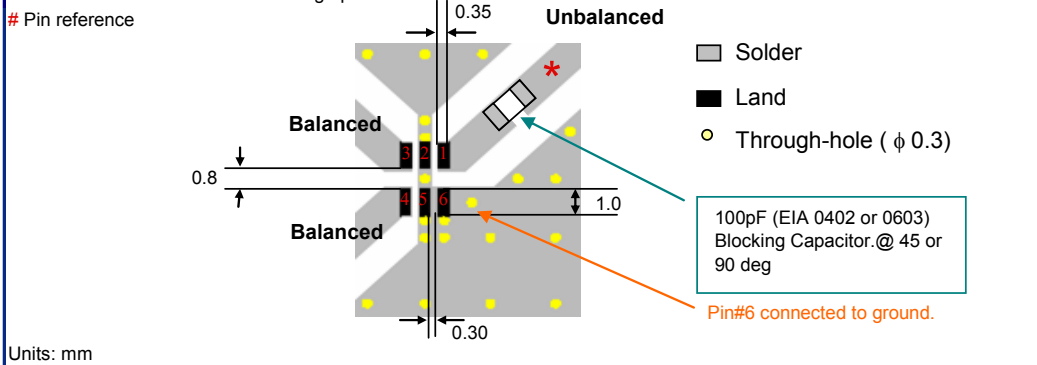 0.35
Unbalanced
# Pin reference
*
Solder
Land
Through-hole ( ϕ 0.3)
Balanced
3 2 1
0.8
4 5 6
1.0
Balanced
100pF (EIA 0402 or 0603)
Blocking Capacitor.@ 45 or
90 deg
Pin#6 connected to ground.
0.30
Units: mm